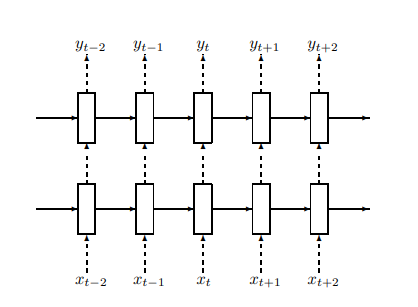 y_{t-2} y_{t-1} y_t y_{t+1} y_{t+2}
x_{t-2} x_{t-1} x_t x_{t+1} x_{t+2}